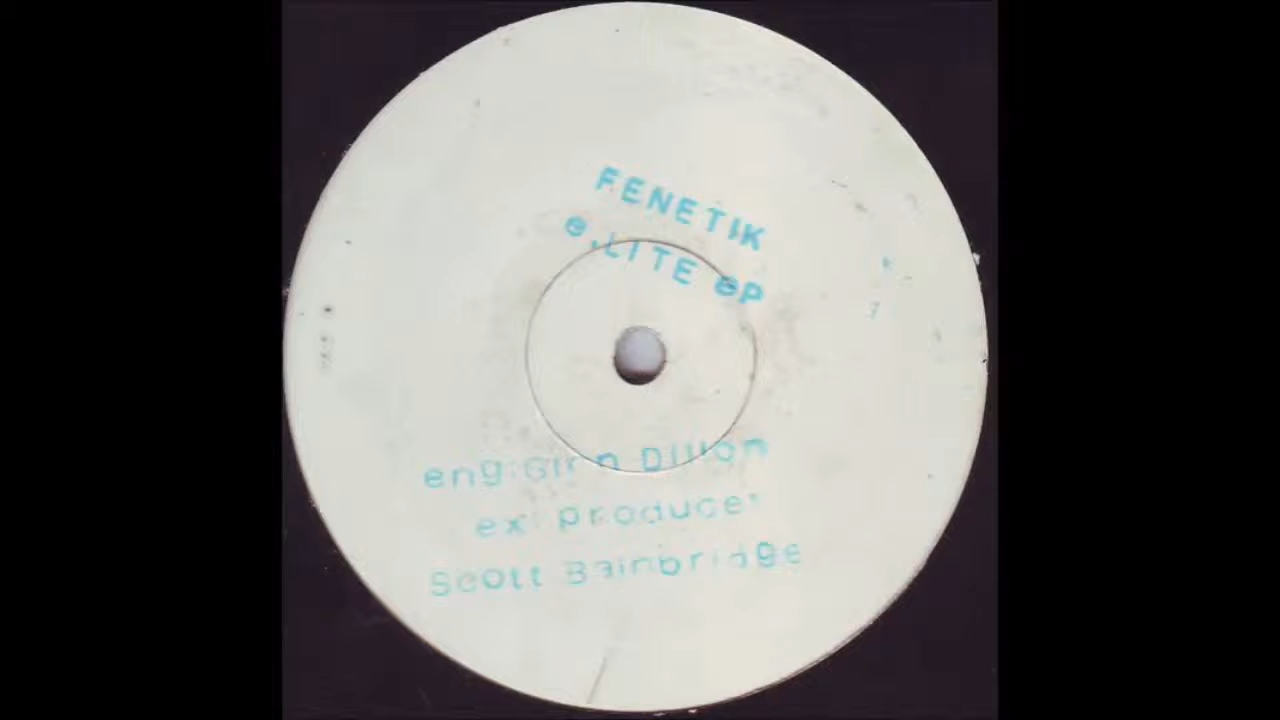 FENETIK
e.LITE eP
eng: Dillon
ex producer
Scott Bainbridge